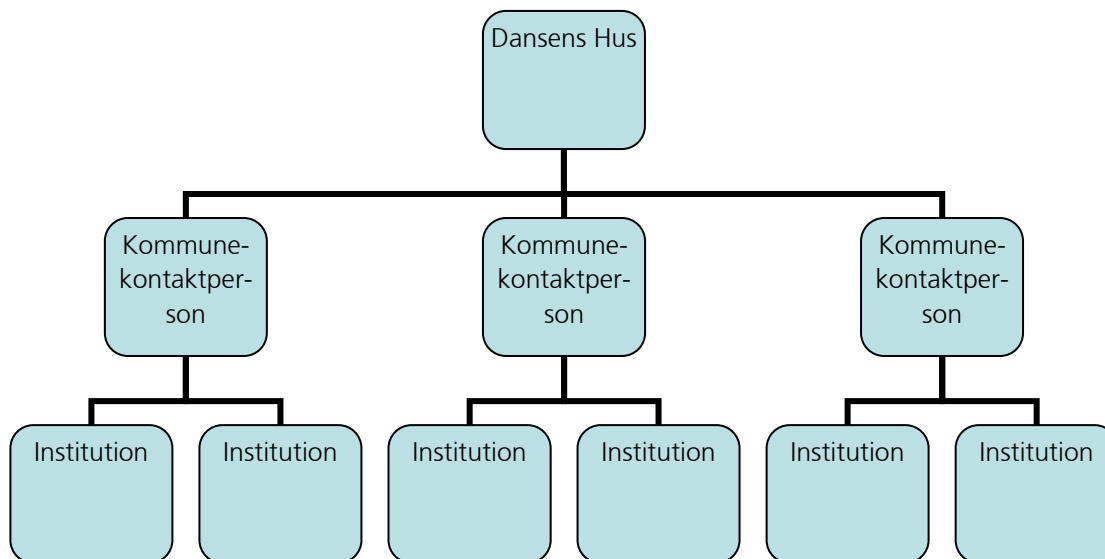 Dansens Hus
Kommune-
kontaktper-
son
Kommune-
kontaktper-
son
Kommune-
kontaktper-
son
Institution
Institution
Institution
Institution
Institution
Institution